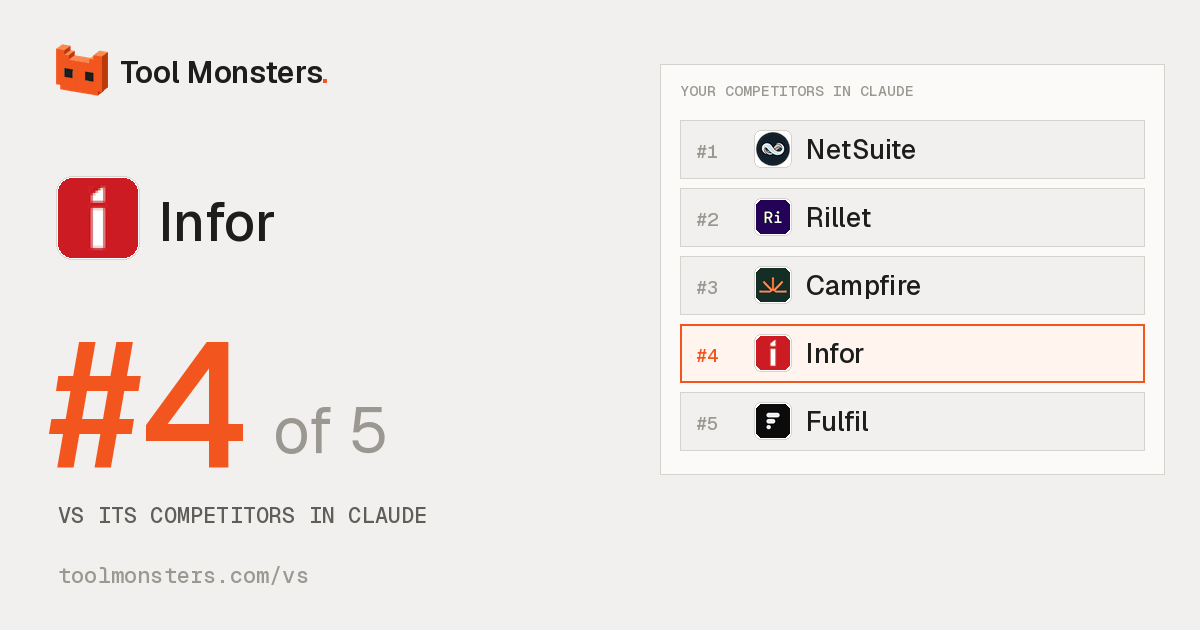 Tool Monsters.
Infor
#4 of 5
VS ITS COMPETITORS IN CLAUDE
toolmonsters.com/vs
YOUR COMPETITORS IN CLAUDE
#1 NetSuite
#2 Ri Rillet
#3 Campfire
#4 i Infor
#5 Fulfil